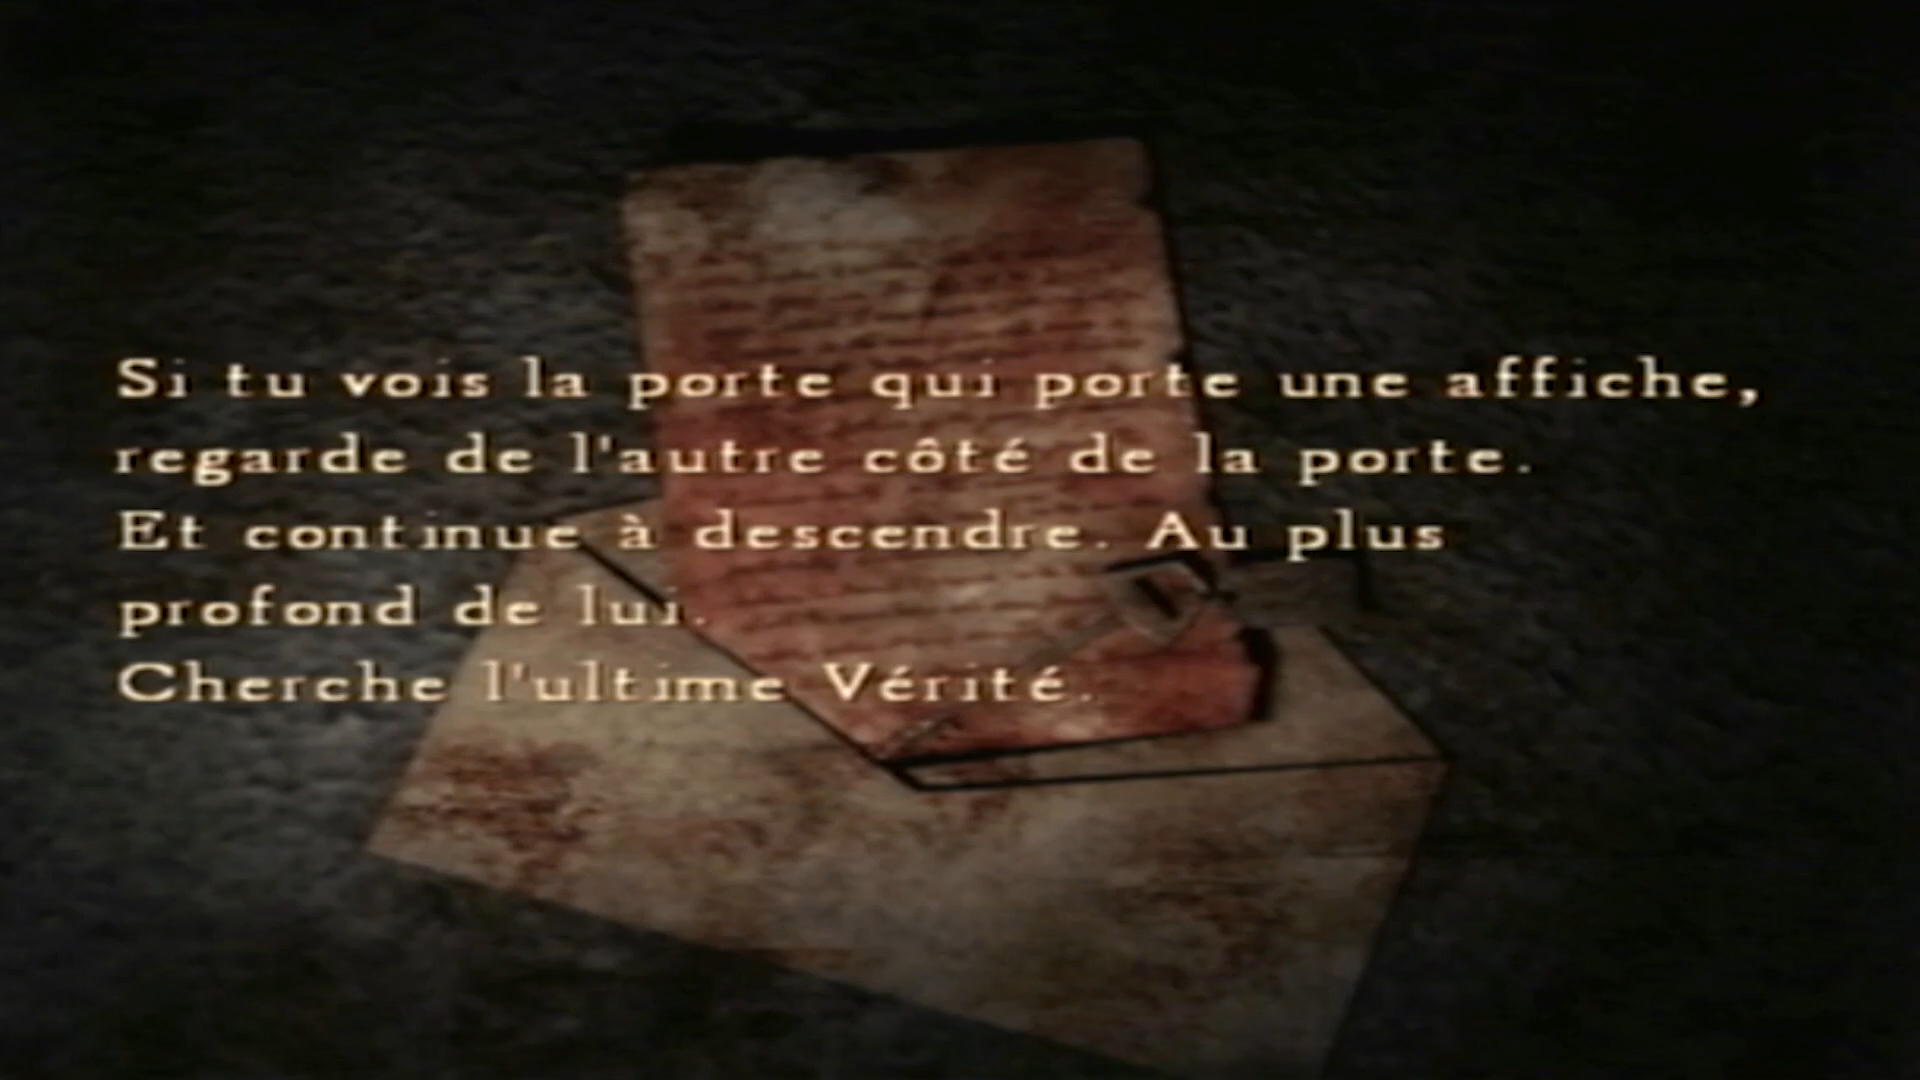 Si tu vois la porte qui porte une affiche,
regarde de l'autre côté de la porte.
Et continue à descendre. Au plus
profond de lui.
Cherche l'ultime Vérité.